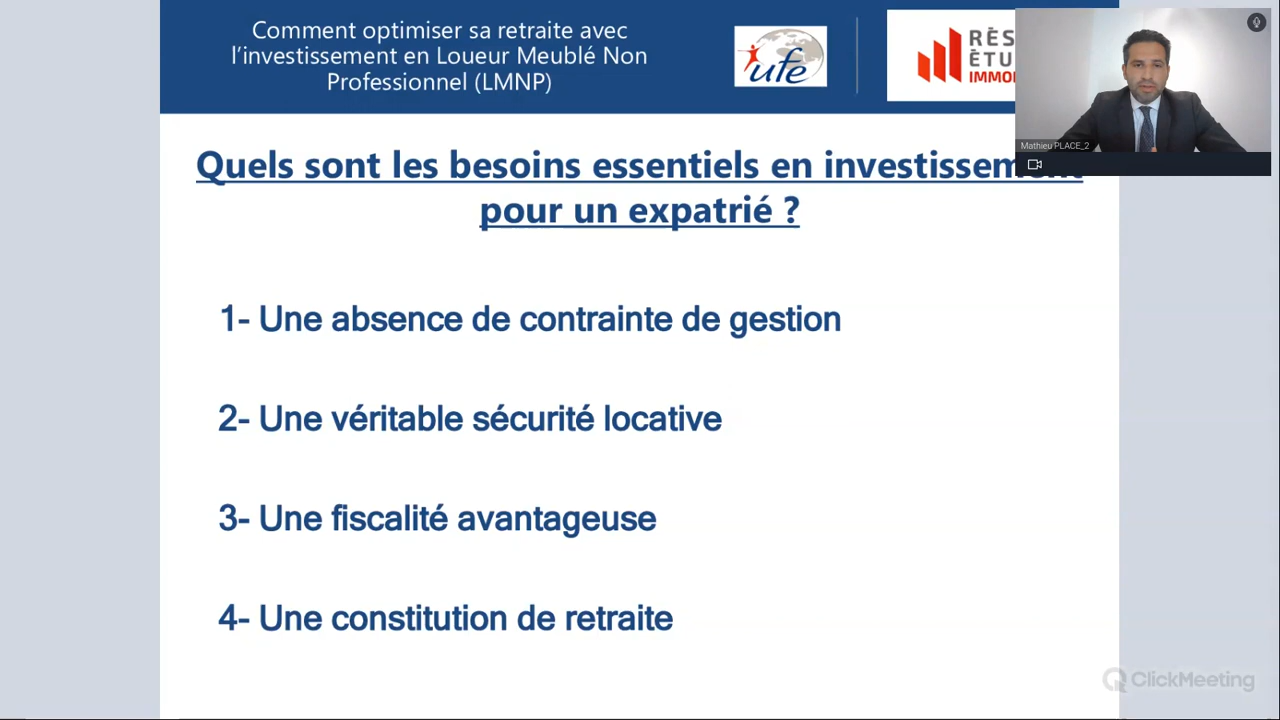 Comment optimiser sa retraite avec
l’investissement en Loueur Meublé Non
Professionnel (LMNP)
ufe
RÈS
ÈTU
IMMO
Mathieu PLACE_2
Quels sont les besoins essentiels en investissement
pour un expatrié ?
1- Une absence de contrainte de gestion
2- Une véritable sécurité locative
3- Une fiscalité avantageuse
4- Une constitution de retraite
ClickMeeting